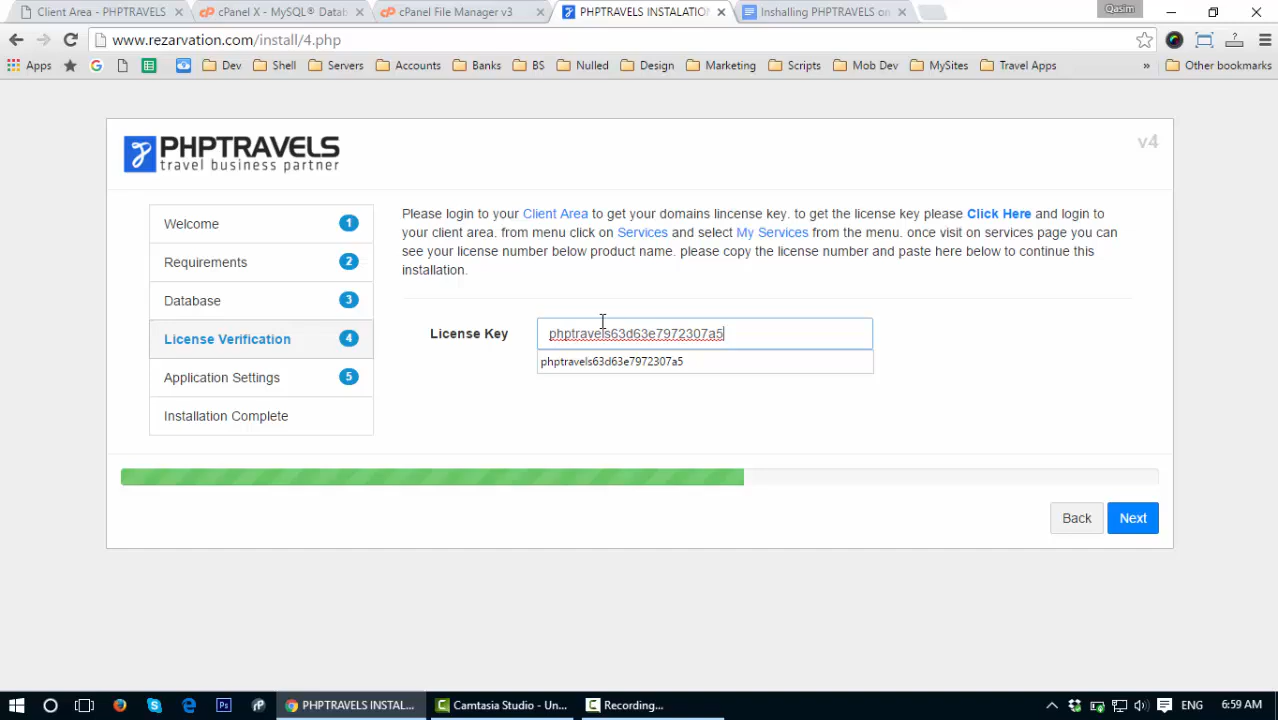 Client Area - PHPTRAVELS
cPanel X - MySQL® Datab
cPanel File Manager v3
PHPTRAVELS INSTALATION
Inshalling PHPTRAVELS on
Qasim
www.rezarvation.com/install/4.php
Apps
Dev
Shell
Servers
Accounts
Banks
BS
Nulled
Design
Marketing
Scripts
Mob Dev
MySites
Travel Apps
»
Other bookmarks
PHPTRAVELS
travel business partner
v4
Welcome 1
Requirements 2
Database 3
License Verification 4
Application Settings 5
Installation Complete
Please login to your Client Area to get your domains lincense key. to get the license key please Click Here and login to
your client area. from menu click on Services and select My Services from the menu. once visit on services page you can
see your license number below product name. please copy the license number and paste here below to continue this
installation.
License Key
phptravels63d63e7972307a5
phptravels63d63e7972307a5
Back
Next
PHPTRAVELS INSTAL...
Camtasia Studio - Un...
Recording...
ENG
6:59 AM